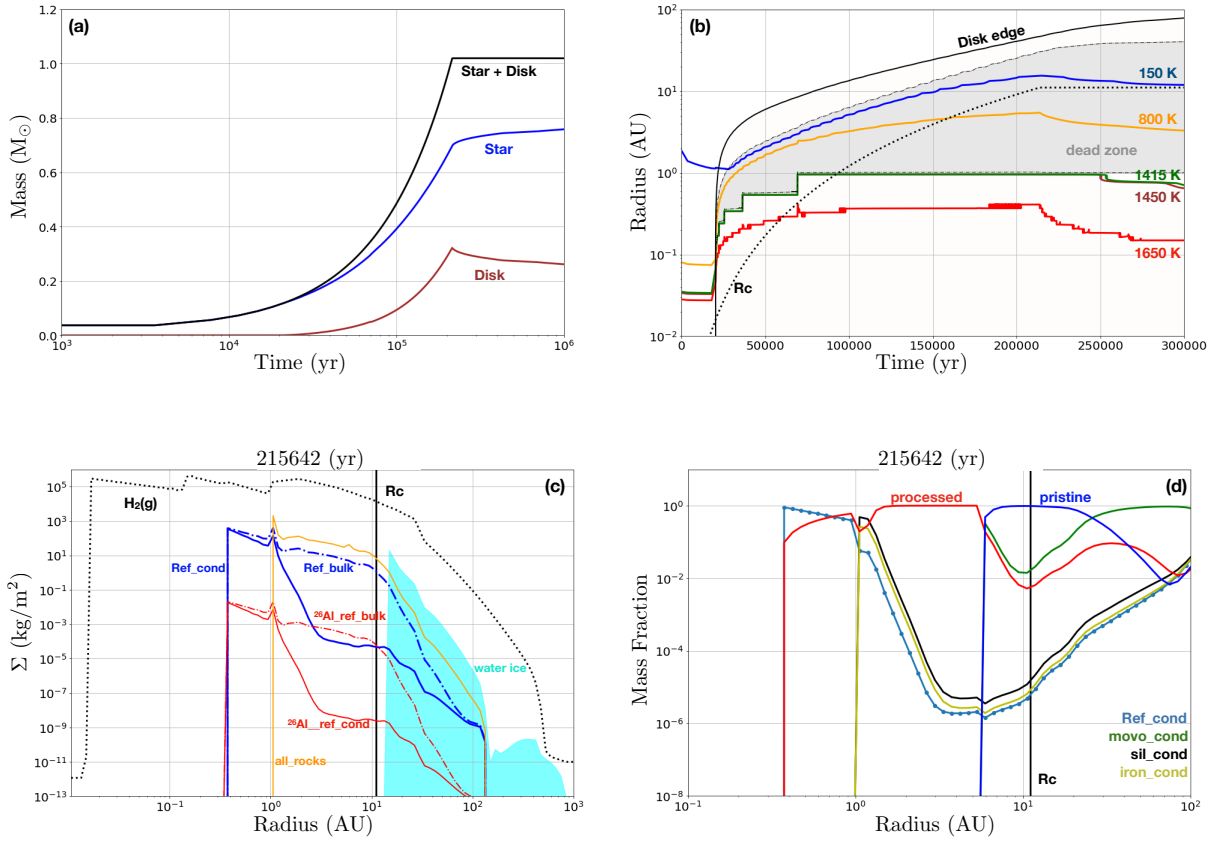 (a)
Mass (M⊙)
1.2
1.0
0.8
0.6
0.4
0.2
0.0
Star + Disk
Star
Disk
10³
10⁴
10⁵
10⁶
Time (yr)
(b)
Radius (AU)
10²
10¹
10⁰
10⁻¹
10⁻²
Disk edge
150 K
800 K
dead zone
1415 K
1450 K
1650 K
Rc
0
50000
100000
150000
200000
250000
300000
Time (yr)
215642 (yr)
(c)
Σ (kg/m²)
10⁵
10³
10¹
10⁻¹
10⁻³
10⁻⁵
10⁻⁷
10⁻⁹
10⁻¹¹
10⁻¹³
H₂(g)
Rc
Ref_cond
Ref_bulk
²⁶Al_ref_bulk
water ice
²⁶Al__ref_cond
all_rocks
10⁻¹
10⁰
10¹
10²
10³
Radius (AU)
215642 (yr)
(d)
Mass Fraction
10⁰
10⁻²
10⁻⁴
10⁻⁶
10⁻⁸
processed
pristine
Ref_cond
movo_cond
sil_cond
iron_cond
Rc
10⁻¹
10⁰
10¹
10²
Radius (AU)